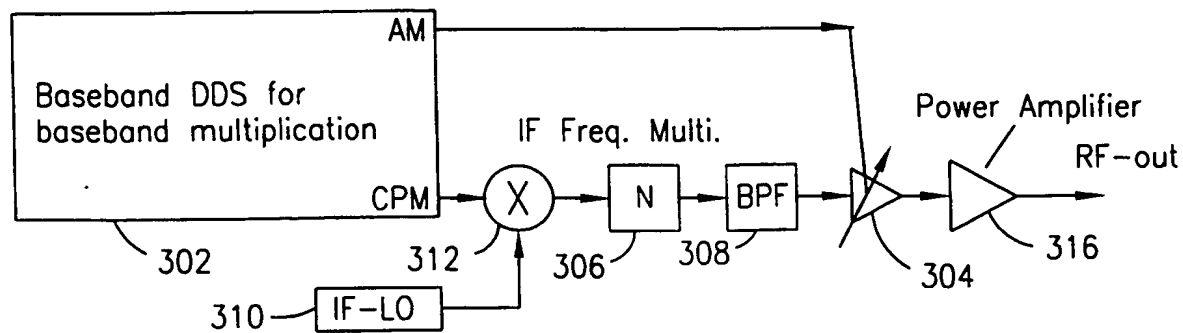 AM
Baseband DDS for
baseband multiplication
CPM
IF Freq. Multi.
Power Amplifier
RF-out
X
N
BPF
302
312
306
308
304
316
310
IF-LO